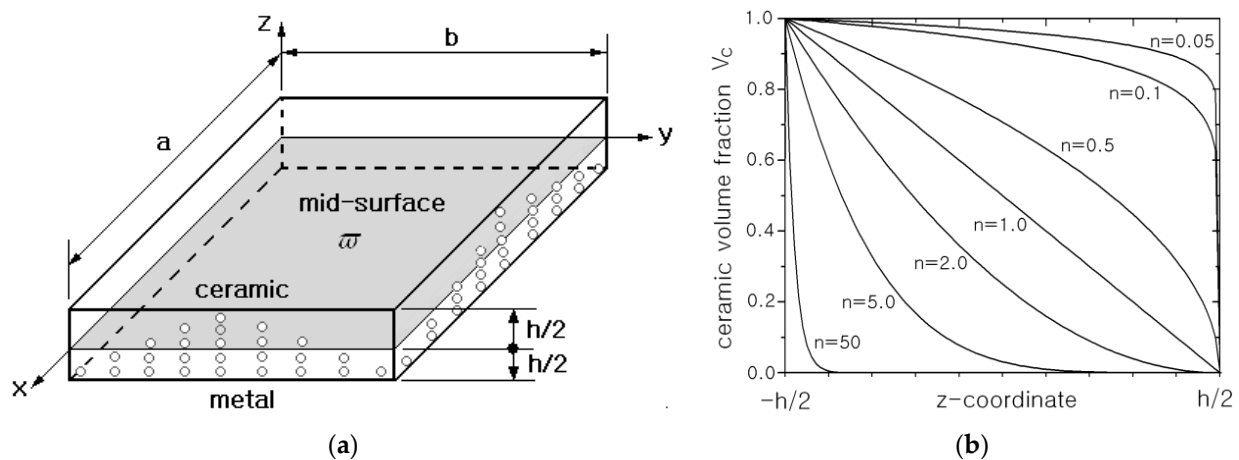 z
b
a
y
mid-surface
ϖ
ceramic
h/2
h/2
x
metal
(a)
ceramic volume fraction V_C
1.0
0.8
0.6
0.4
0.2
0.0
n=0.05
n=0.1
n=0.5
n=1.0
n=2.0
n=5.0
n=50
-h/2
z-coordinate
h/2
(b)